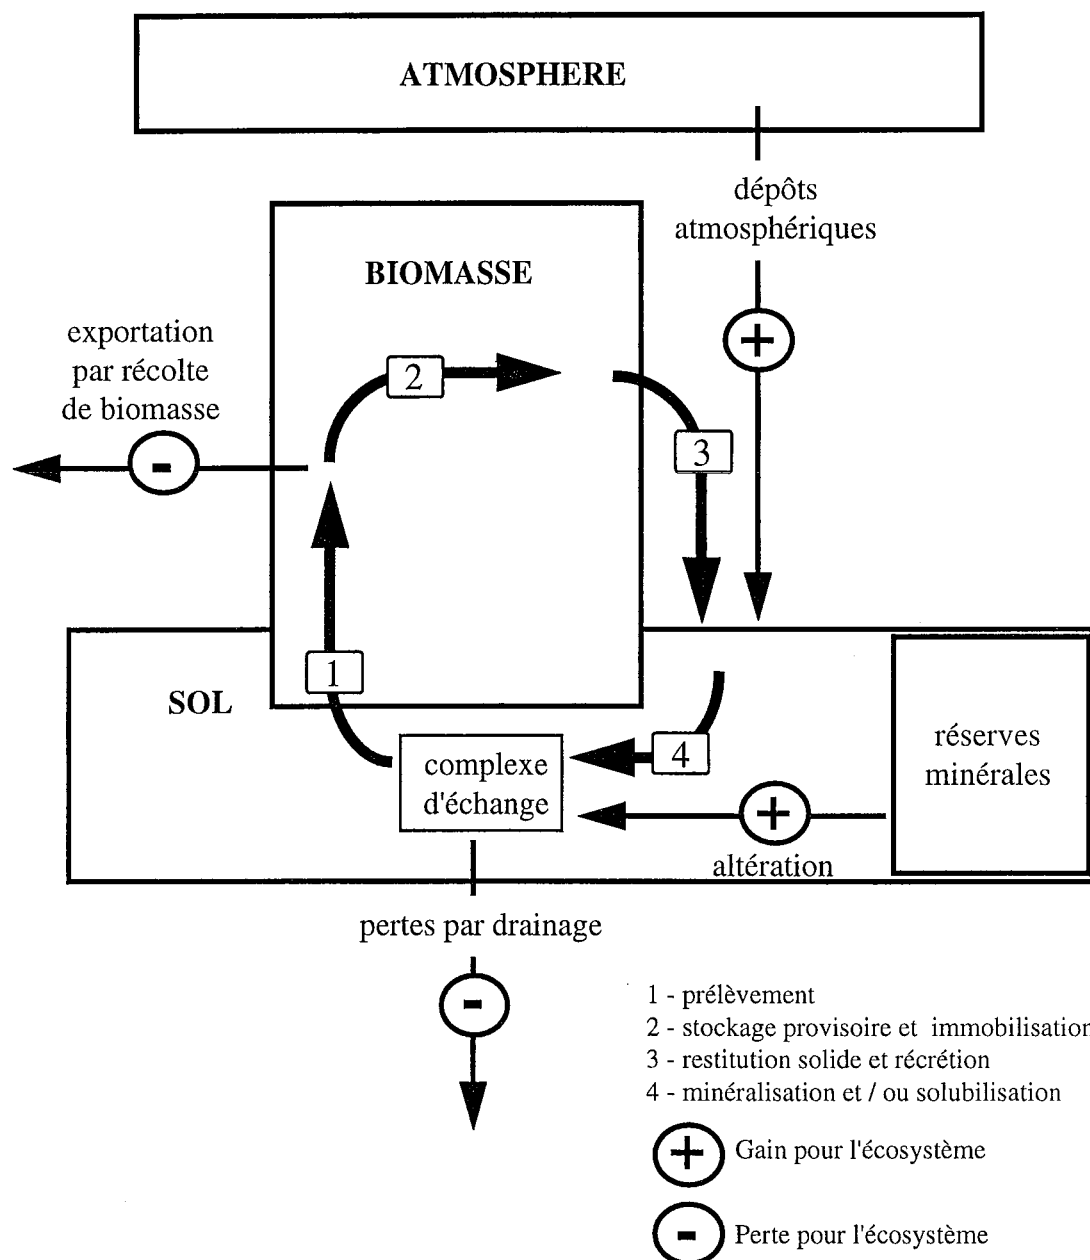 ATMOSPHERE
dépôts
atmosphériques
BIOMASSE
exportation
par récolte
de biomasse
+
2
3
-
1
SOL
4
complexe
d'échange
réserves
minérales
+
altération
pertes par drainage
-
1 - prélèvement
2 - stockage provisoire et immobilisation
3 - restitution solide et récrétion
4 - minéralisation et / ou solubilisation
+ Gain pour l'écosystème
- Perte pour l'écosystème